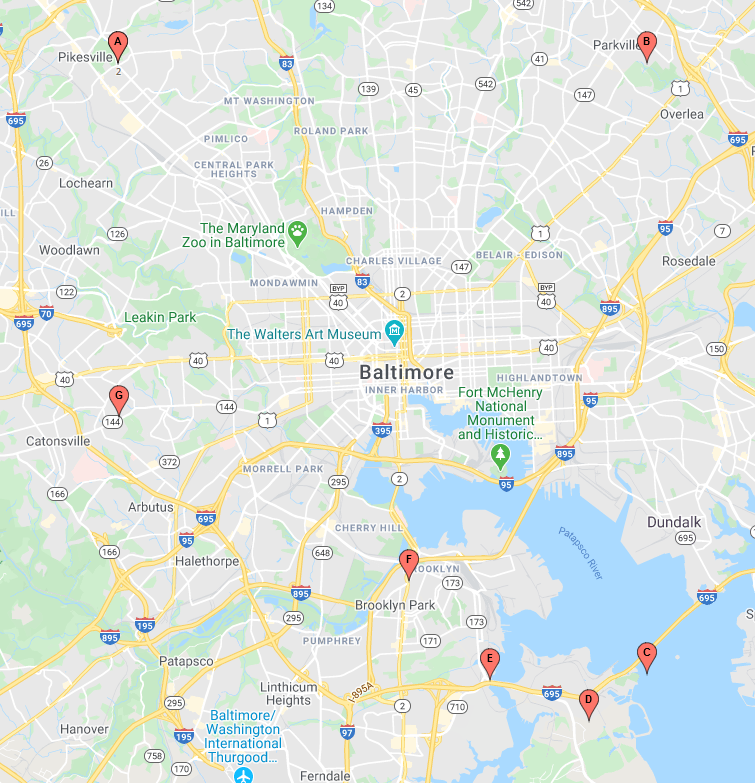 134
542
A
B
Pikesville
2
Parkville
83
139
45
542
41
147
1
MT WASHINGTON
695
Overlea
ROLAND PARK
PIMLICO
695
26
CENTRAL PARK
HEIGHTS
Lochearn
HAMPDEN
The Maryland
Zoo in Baltimore
126
1
95
7
Woodlawn
CHARLES VILLAGE
BELAIR - EDISON
Rosedale
147
MONDAWMIN
83
122
BYP
40
2
BYP
40
895
70
695
Leakin Park
The Walters Art Museum
40
40
40
150
Baltimore
40
INNER HARBOR
HIGHLANDTOWN
G
144
144
1
Fort McHenry
National
Monument
and Historic...
95
395
Catonsville
372
MORRELL PARK
895
295
2
95
166
Arbutus
695
CHERRY HILL
Patapsco River
Dundalk
695
95
166
Halethorpe
648
F
OOKLYN
173
895
Brooklyn Park
695
195
895
295
173
PUMPHREY
171
Patapsco
E
C
Linthicum
Heights
I-895A
695
D
295
2
710
Hanover
195
Baltimore/
Washington
International
Thurgood...
97
758
170
Ferndale